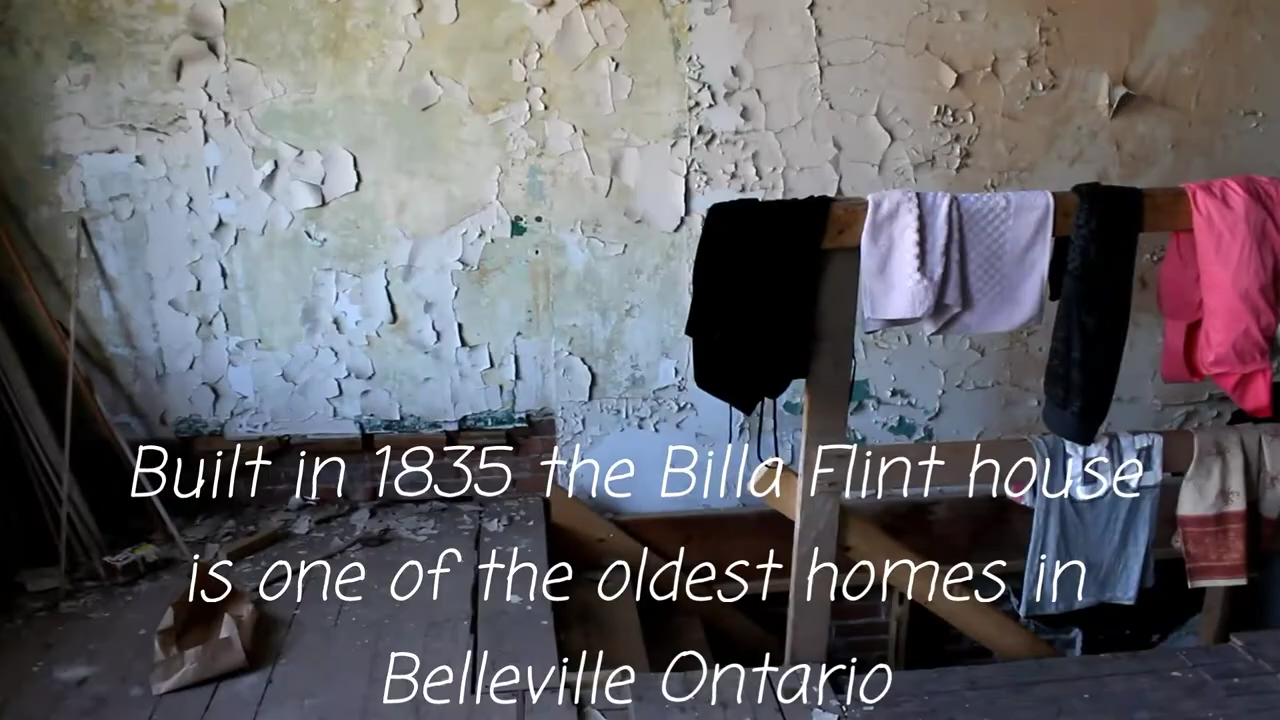 Built in 1835 the Billa Flint house
is one of the oldest homes in
Belleville Ontario